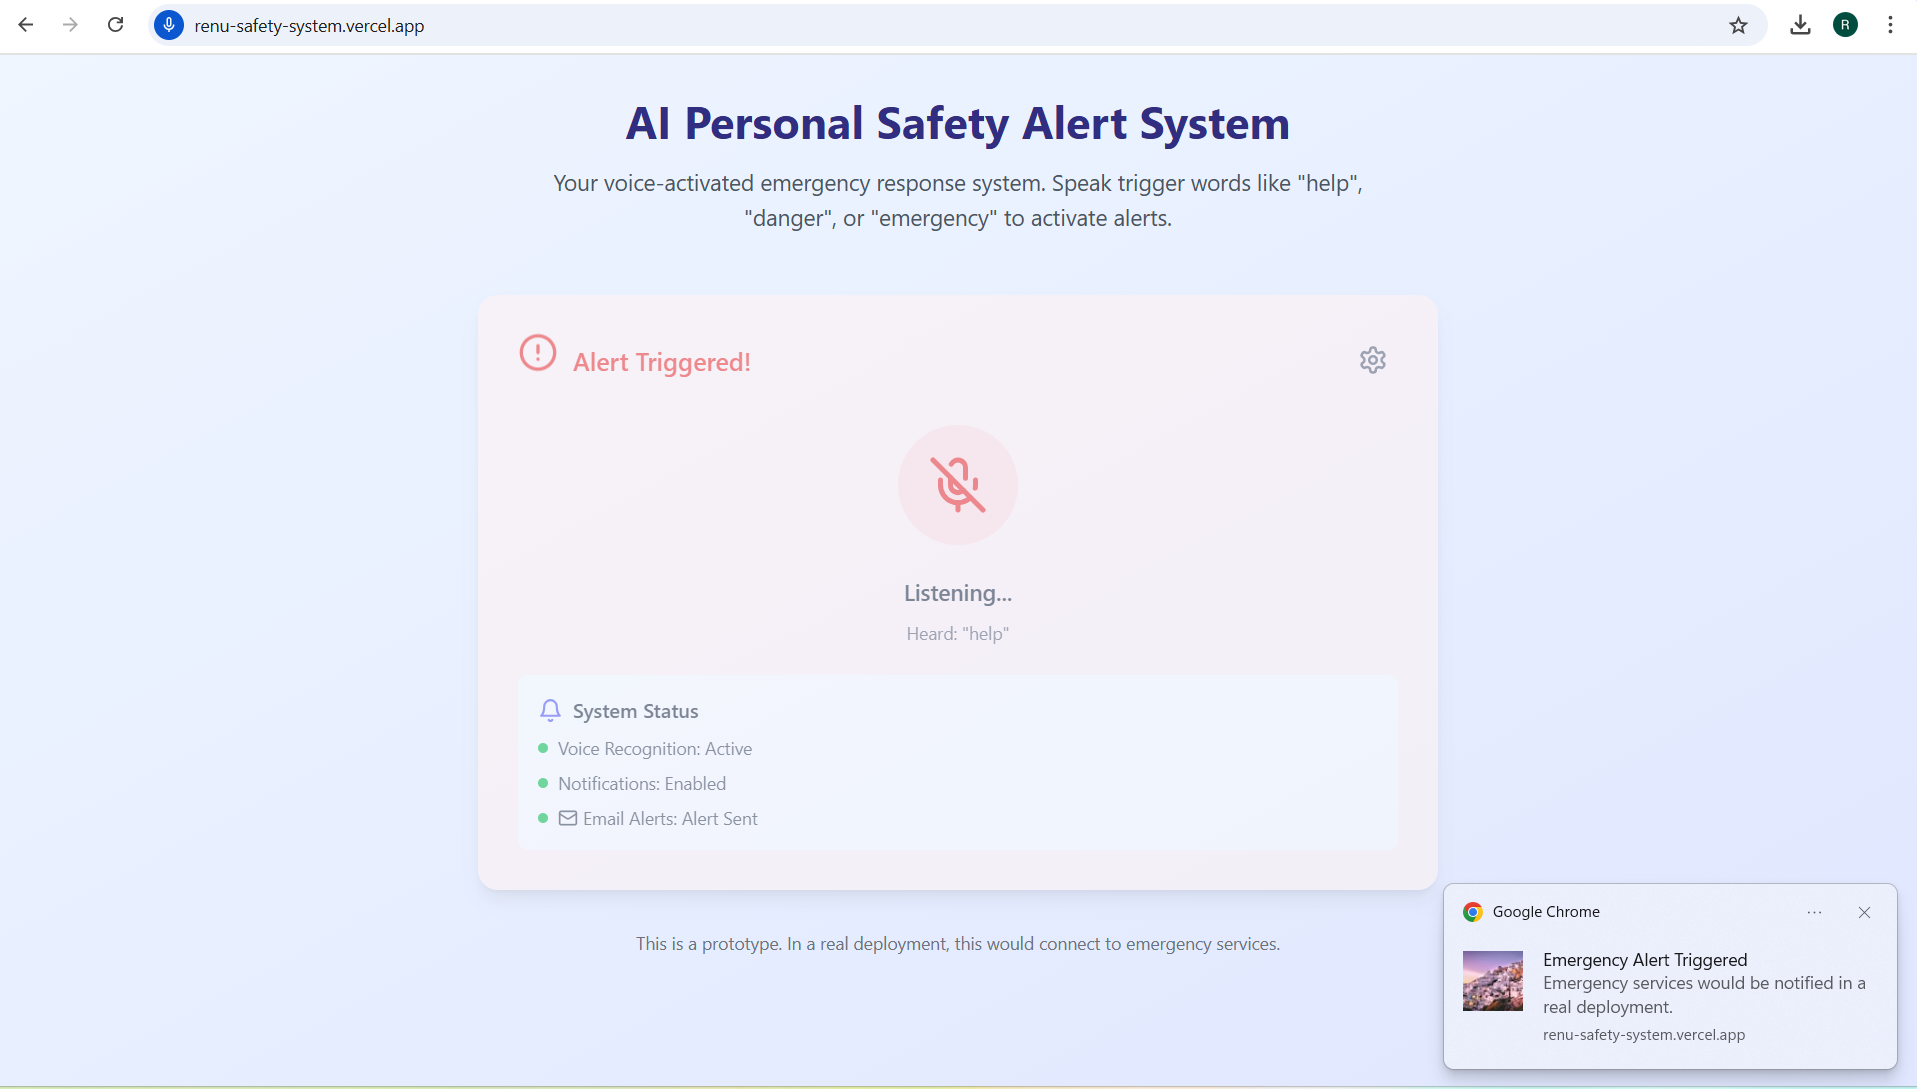 renu-safety-system.vercel.app
R
AI Personal Safety Alert System
Your voice-activated emergency response system. Speak trigger words like "help",
"danger", or "emergency" to activate alerts.
Alert Triggered!
Listening...
Heard: "help"
System Status
Voice Recognition: Active
Notifications: Enabled
Email Alerts: Alert Sent
This is a prototype. In a real deployment, this would connect to emergency services.
Google Chrome
Emergency Alert Triggered
Emergency services would be notified in a
real deployment.
renu-safety-system.vercel.app